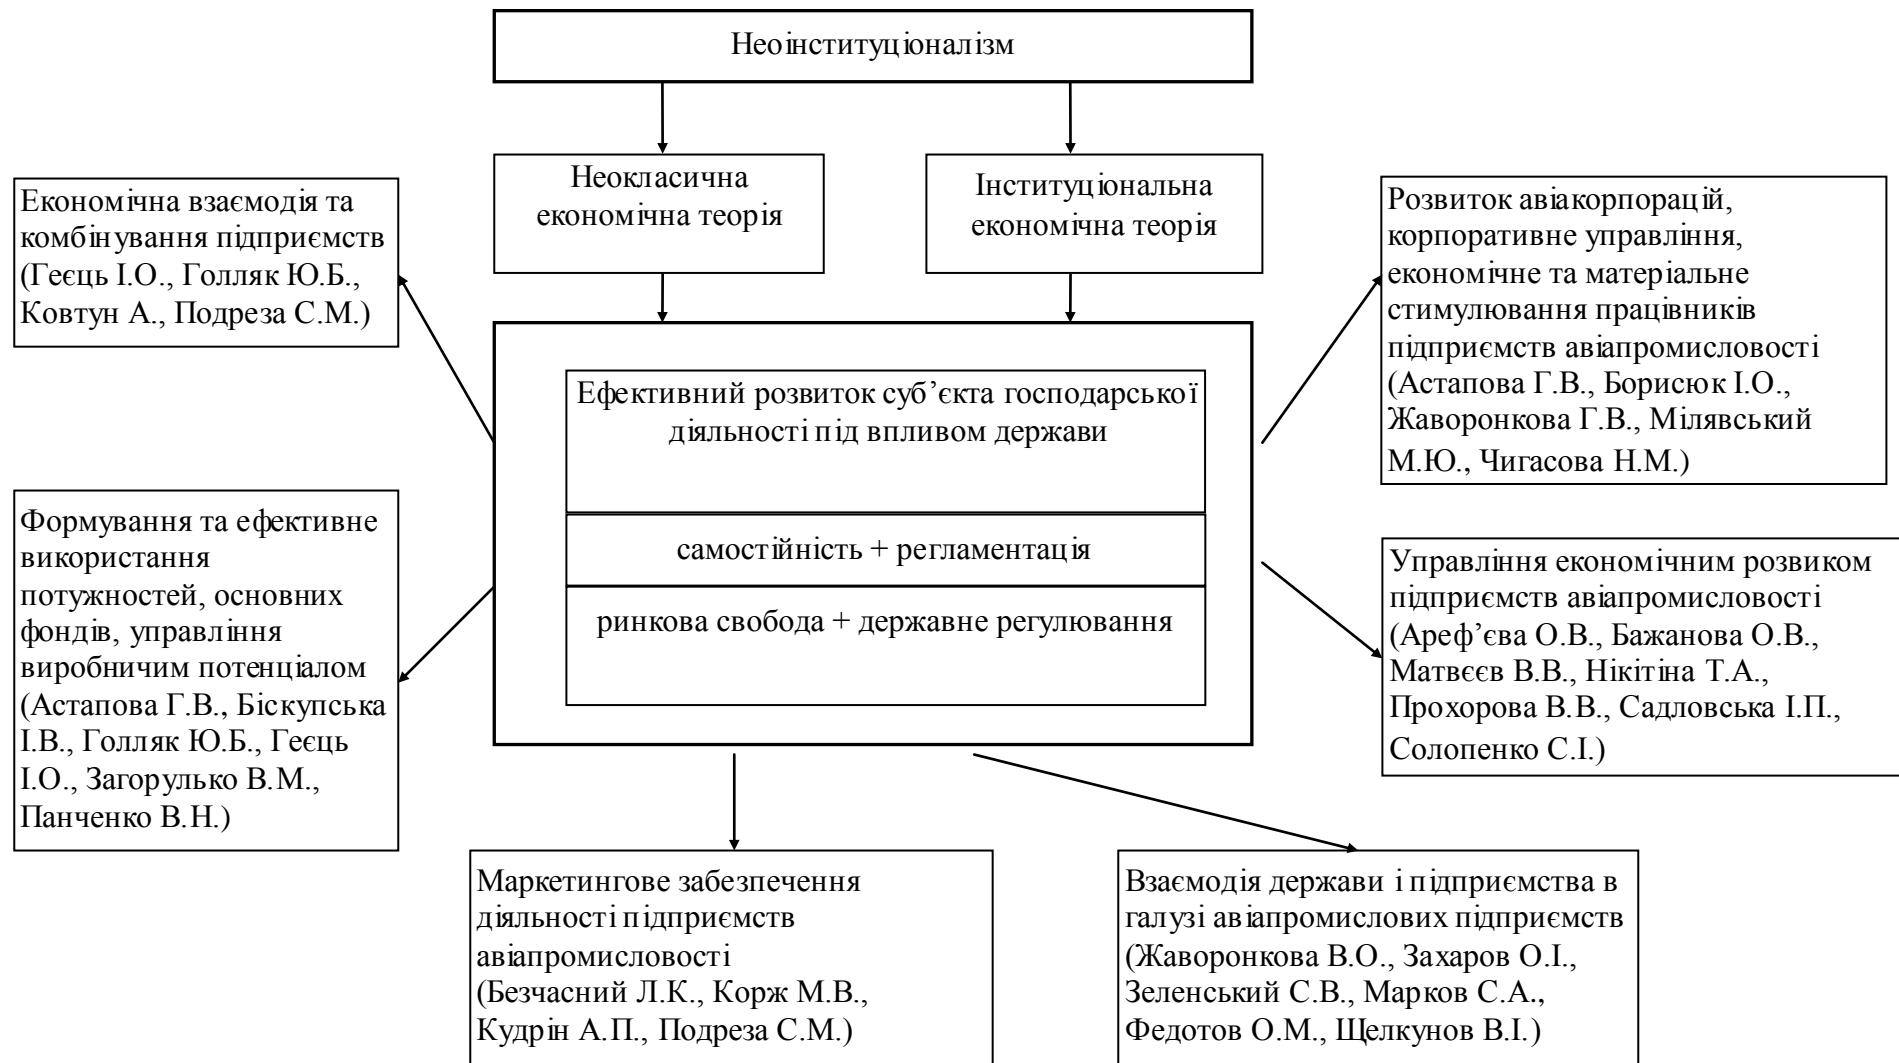 Неоінституціоналізм
Неокласична
економічна теорія
Інституціональна
економічна теорія
Економічна взаємодія та
комбінування підприємств
(Геєць І.О., Голляк Ю.Б.,
Ковтун А., Подреза С.М.)
Розвиток авіакорпорацій,
корпоративне управління,
економічне та матеріальне
стимулювання працівників
підприємств авіапромисловості
(Астапова Г.В., Борисюк І.О.,
Жаворонкова Г.В., Мілявський
М.Ю., Чигасова Н.М.)
Ефективний розвиток суб’єкта господарської
діяльності під впливом держави
самостійність + регламентація
ринкова свобода + державне регулювання
Формування та ефективне
використання
потужностей, основних
фондів, управління
виробничим потенціалом
(Астапова Г.В., Біскупська
І.В., Голляк Ю.Б., Геєць
І.О., Загорулько В.М.,
Панченко В.Н.)
Управління економічним розвиком
підприємств авіапромисловості
(Ареф’єва О.В., Бажанова О.В.,
Матвєєв В.В., Нікітіна Т.А.,
Прохорова В.В., Садловська І.П.,
Солопенко С.І.)
Маркетингове забезпечення
діяльності підприємств
авіапромисловості
(Безчасний Л.К., Корж М.В.,
Кудрін А.П., Подреза С.М.)
Взаємодія держави і підприємства в
галузі авіапромислових підприємств
(Жаворонкова В.О., Захаров О.І.,
Зеленський С.В., Марков С.А.,
Федотов О.М., Щелкунов В.І.)